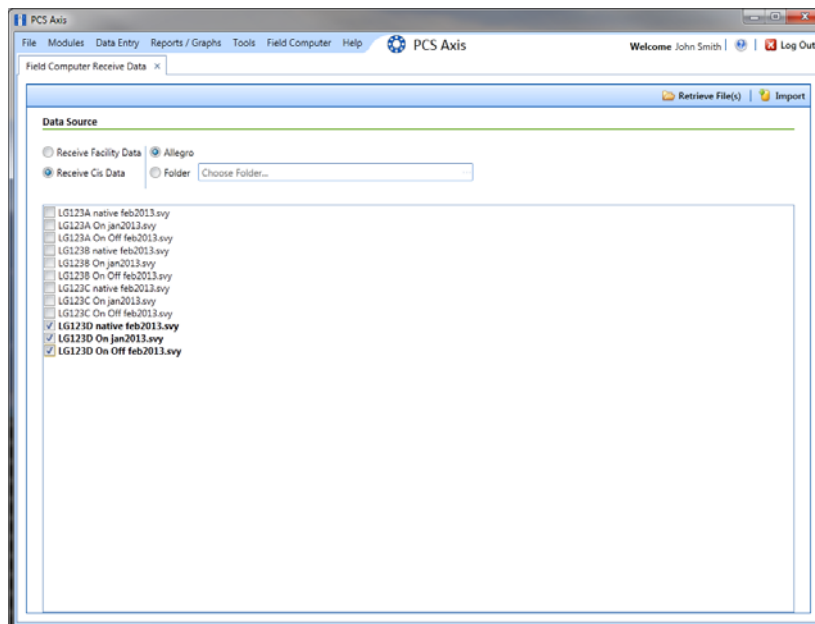 PCS Axis
File Modules Data Entry Reports / Graphs Tools Field Computer Help PCS Axis Welcome John Smith | | Log Out
Field Computer Receive Data ×
Retrieve File(s) | Import
Data Source
Receive Facility Data Allegro
Receive Cis Data Folder Choose Folder...
LG123A native feb2013.svy
LG123A On jan2013.svy
LG123A On Off feb2013.svy
LG123B native feb2013.svy
LG123B On jan2013.svy
LG123B On Off feb2013.svy
LG123C native feb2013.svy
LG123C On jan2013.svy
LG123C On Off feb2013.svy
LG123D native feb2013.svy
LG123D On jan2013.svy
LG123D On Off feb2013.svy